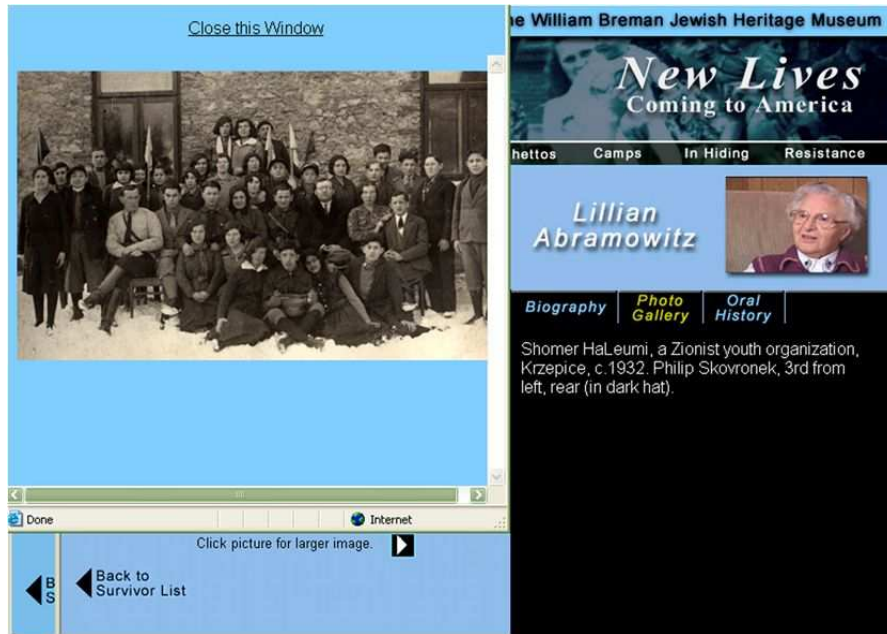 Close this Window
ne William Breman Jewish Heritage Museum
New Lives
Coming to America
hettos Camps In Hiding Resistance
Lillian
Abramowitz
Biography Photo Gallery Oral History
Shomer HaLeumi, a Zionist youth organization,
Krzepice, c.1932. Philip Skovronek, 3rd from
left, rear (in dark hat).
Done Internet
Click picture for larger image.
B
S
Back to
Survivor List